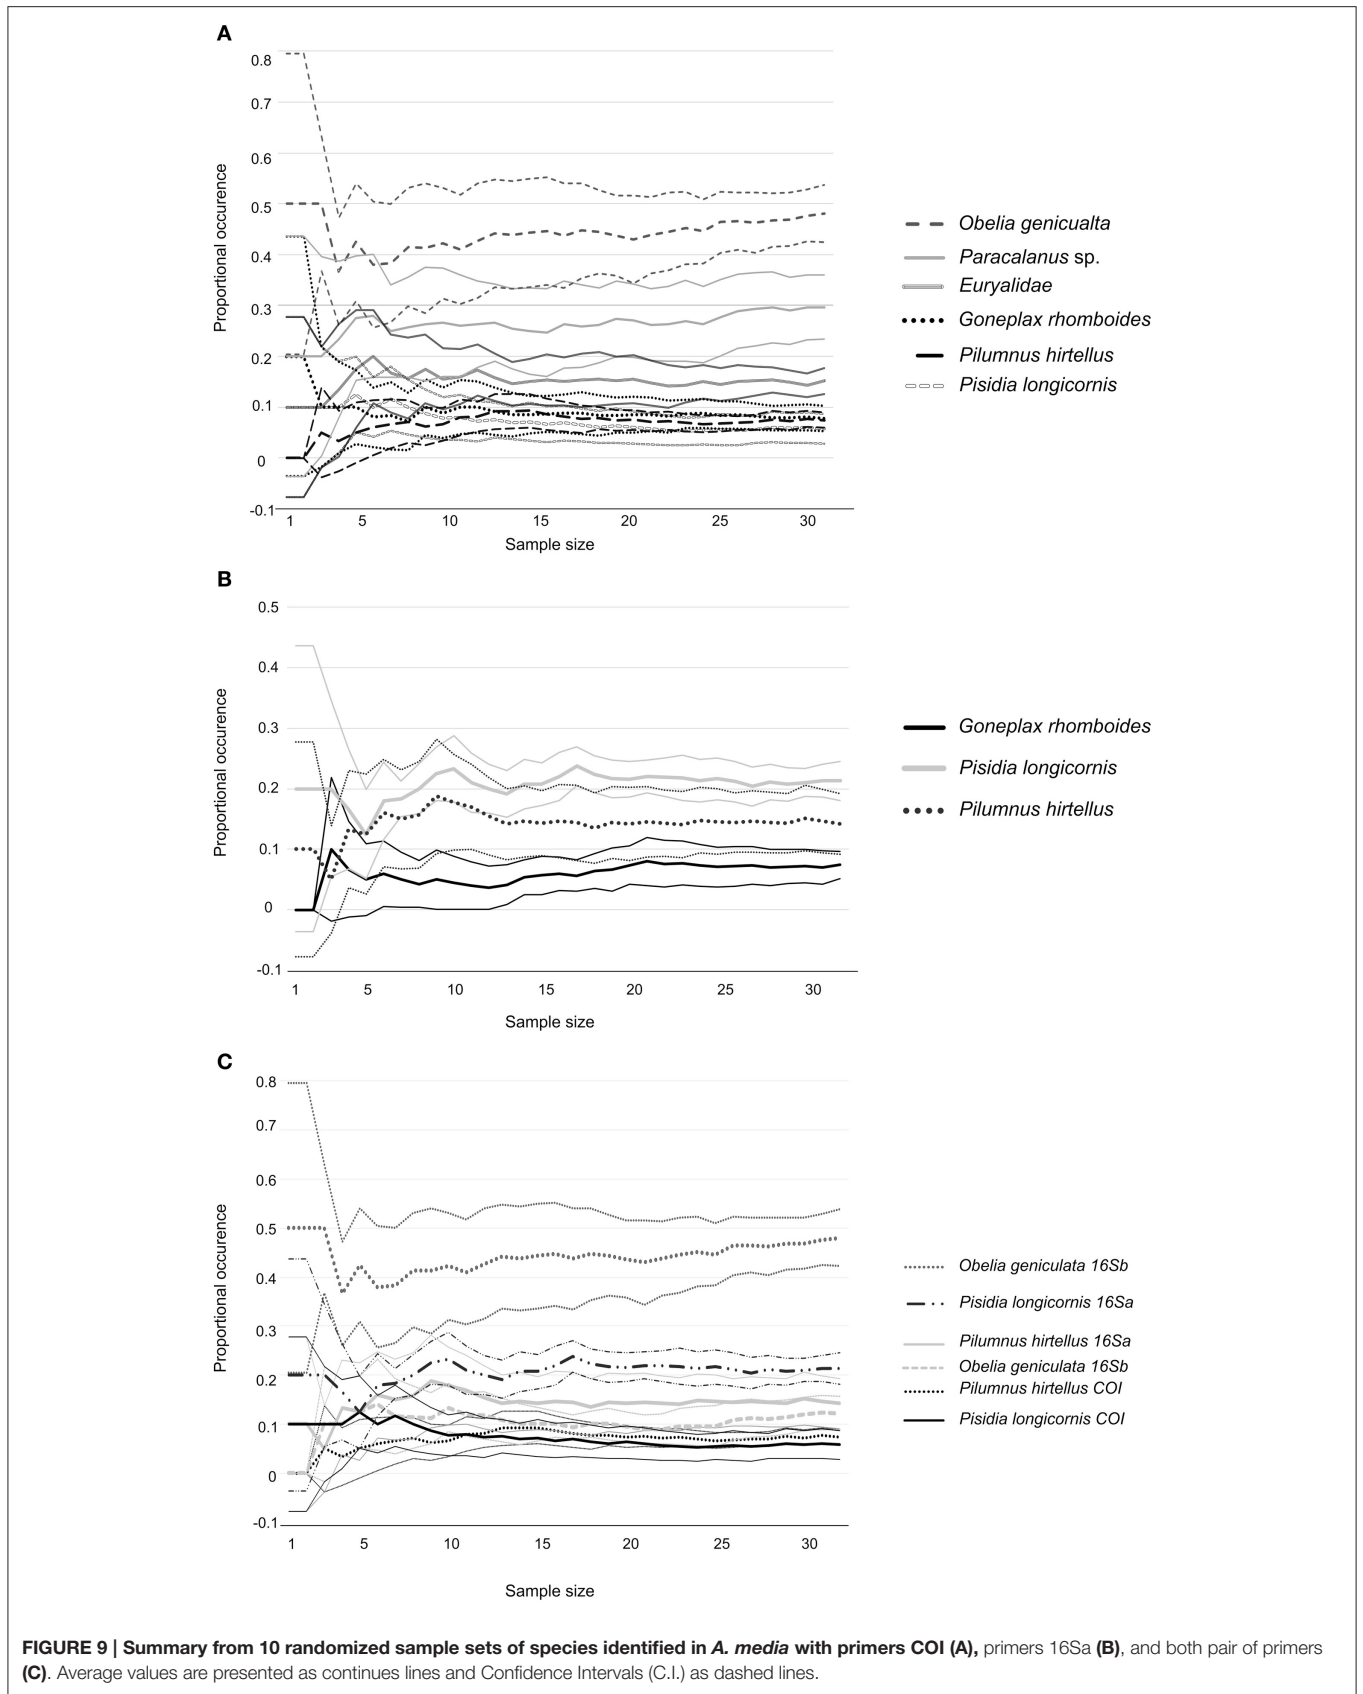 A
0.8
0.7
0.6
0.5
0.4
0.3
0.2
0.1
0
-0.1
Proportional occurence
1 5 10 15 20 25 30
Sample size
Obelia genicualta
Paracalanus sp.
Euryalidae
Goneplax rhomboides
Pilumnus hirtellus
Pisidia longicornis
B
0.5
0.4
0.3
0.2
0.1
0
-0.1
Proportional occurence
1 5 10 15 20 25 30
Sample size
Goneplax rhomboides
Pisidia longicornis
Pilumnus hirtellus
C
0.8
0.7
0.6
0.5
0.4
0.3
0.2
0.1
0
-0.1
Proportional occurence
1 5 10 15 20 25 30
Sample size
Obelia geniculata 16Sb
Pisidia longicornis 16Sa
Pilumnus hirtellus 16Sa
Obelia geniculata 16Sb
Pilumnus hirtellus COI
Pisidia longicornis COI
FIGURE 9 | Summary from 10 randomized sample sets of species identified in A. media with primers COI (A), primers 16Sa (B), and both pair of primers
(C). Average values are presented as continues lines and Confidence Intervals (C.I.) as dashed lines.